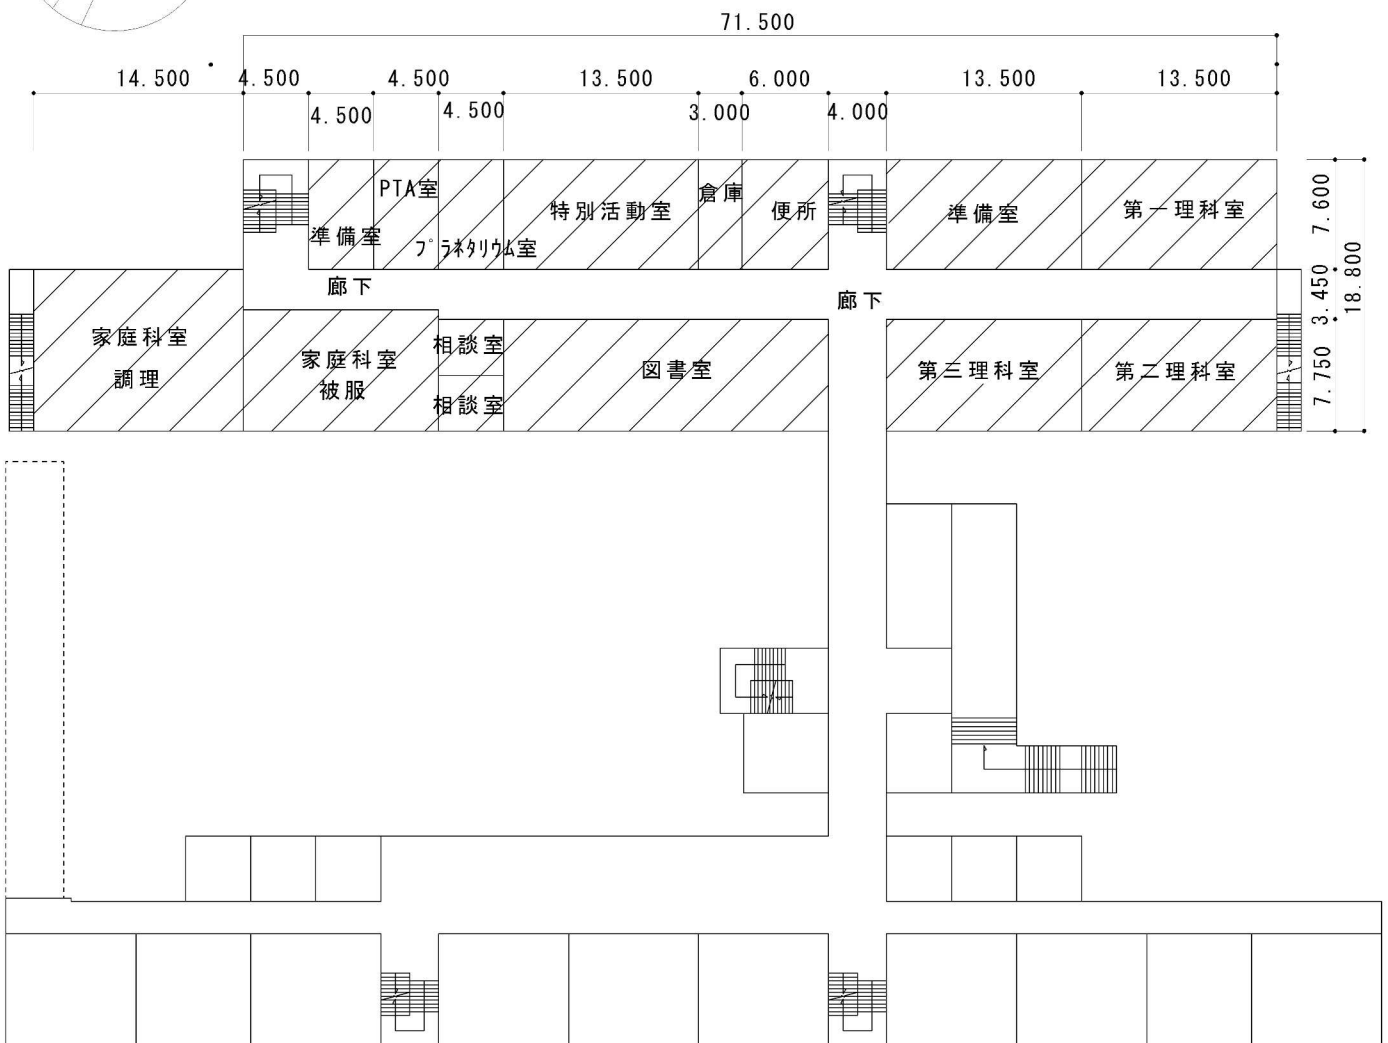 71.500
14.500
4.500
4.500
13.500
6.000
13.500
13.500
4.500
4.500
3.000
4.000
PTA室
倉庫
準備室
ﾌﾟﾗﾈﾀﾘｳﾑ室
特別活動室
便所
準備室
第一理科室
7.600
廊下
廊下
3.450
18.800
家庭科室
調理
家庭科室
被服
相談室
相談室
図書室
第三理科室
第二理科室
7.750